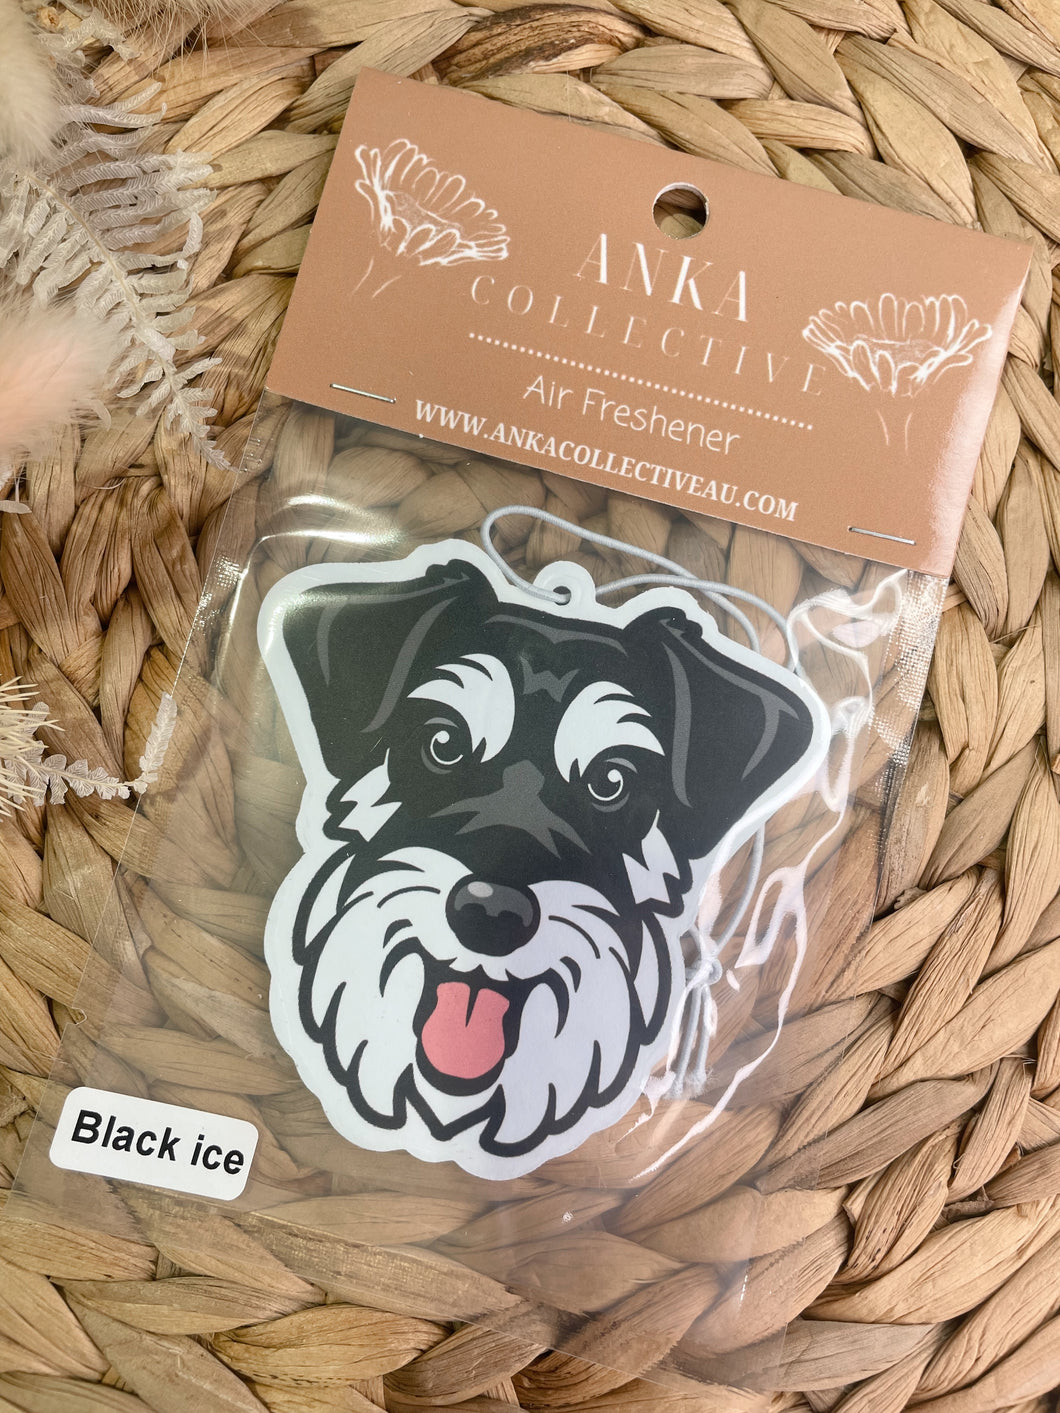 ANKA
COLLECTIVE
Air Freshener
WWW.ANKACOLLECTIVEAU.COM
Black ice